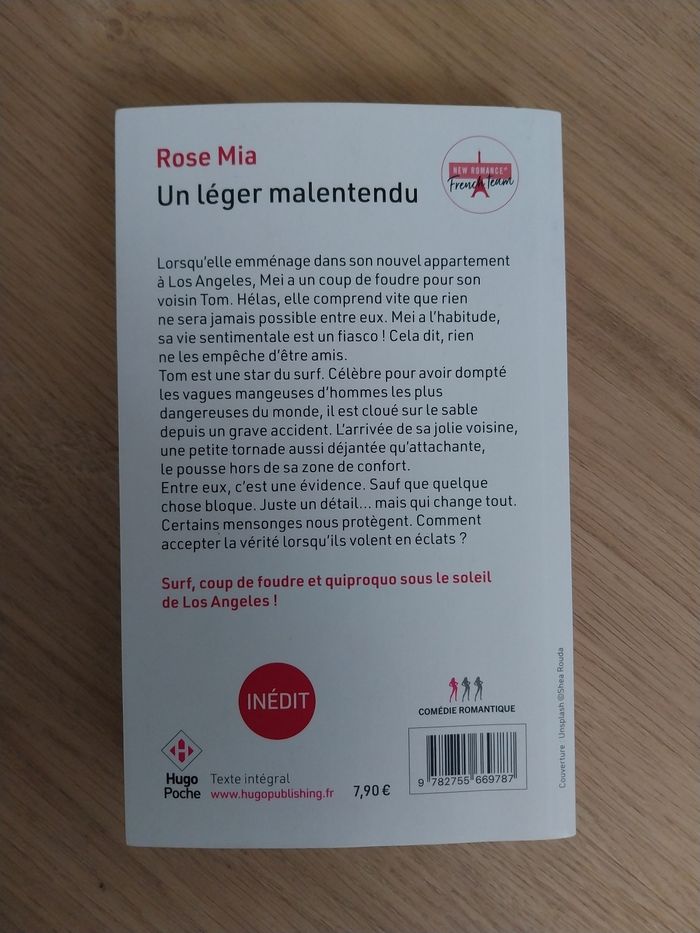 Rose Mia
Un léger malentendu
NEW ROMANCE®
French team
Lorsqu'elle emménage dans son nouvel appartement
à Los Angeles, Mei a un coup de foudre pour son
voisin Tom. Hélas, elle comprend vite que rien
ne sera jamais possible entre eux. Mei a l'habitude,
sa vie sentimentale est un fiasco ! Cela dit, rien
ne les empêche d'être amis.
Tom est une star du surf. Célèbre pour avoir dompté
les vagues mangeuses d'hommes les plus
dangereuses du monde, il est cloué sur le sable
depuis un grave accident. L'arrivée de sa jolie voisine,
une petite tornade aussi déjantée qu'attachante,
le pousse hors de sa zone de confort.
Entre eux, c'est une évidence. Sauf que quelque
chose bloque. Juste un détail... mais qui change tout.
Certains mensonges nous protègent. Comment
accepter la vérité lorsqu'ils volent en éclats ?
Surf, coup de foudre et quiproquo sous le soleil
de Los Angeles !
INÉDIT
COMÉDIE ROMANTIQUE
Hugo
Poche
Texte intégral
www.hugopublishing.fr
7,90 €
9 782755 669787
Couverture : Unsplash ©Shea Rouda